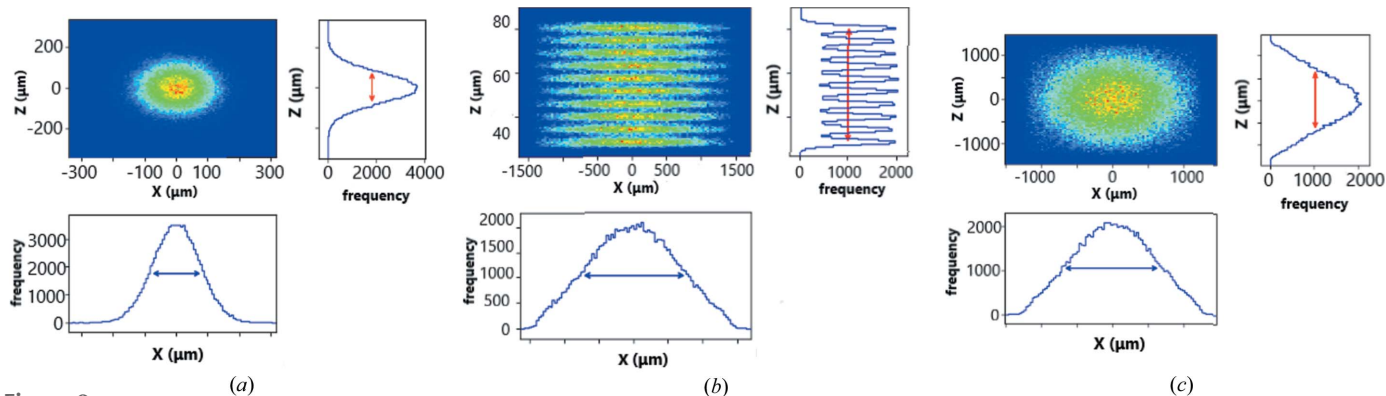 200
0
-200
Z (µm)
-300 -100 0 100 300
X (µm)
Z (µm)
0 2000 4000
frequency
3000
2000
1000
0
frequency
X (µm)
(a)
80
60
40
Z (µm)
-1500 -500 0 500 1500
X (µm)
Z (µm)
0 1000 2000
frequency
2000
1500
1000
500
0
frequency
X (µm)
(b)
1000
0
-1000
Z (µm)
-1000 0 1000
X (µm)
Z (µm)
0 1000 2000
frequency
3000
2000
1000
0
frequency
X (µm)
(c)